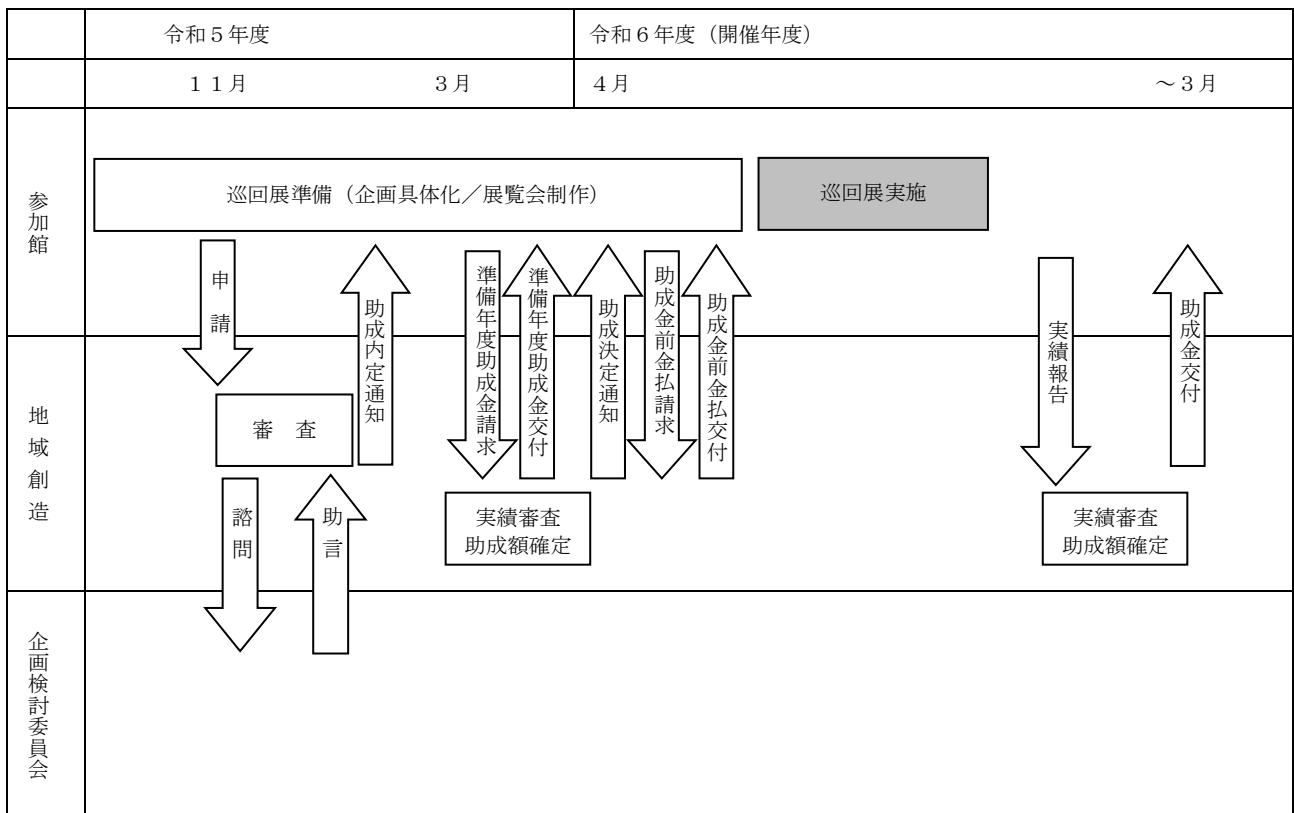 令和５年度
令和６年度（開催年度）
１１月
３月
４月
～３月
参加館
巡回展準備（企画具体化／展覧会制作）
巡回展実施
申請
助成内定通知
準備年度助成金請求
準備年度助成金交付
助成決定通知
助成金前金払請求
助成金前金払交付
実績報告
助成金交付
地域創造
審　査
実績審査
助成額確定
実績審査
助成額確定
諮問
助言
企画検討委員会